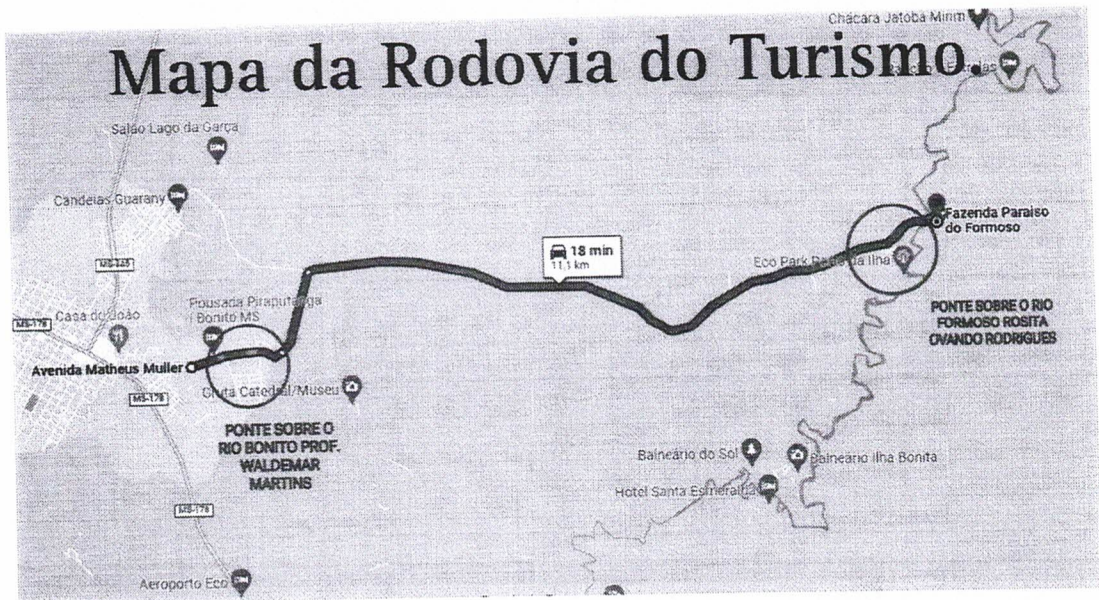 Chácara Jatobá Mirim
Mapa da Rodovia do Turismo.
Salão Lago da Garça
Candeias Guarany
Fazenda Paraiso
do Formoso
18 min
11,1 km
Eco Park
Ilha
MS-345
Pousada Piraputanga
| Bonito MS
PONTE SOBRE O RIO
FORMOSO ROSITA
OVANDO RODRIGUES
Casa do João
MS-178
Avenida Matheus Muller
Gruta Catedral/Museu
MS-178
PONTE SOBRE O
RIO BONITO PROF.
WALDEMAR
MARTINS
Balneário do Sol
Balneário Ilha Bonita
Hotel Santa Esmeralda
MS-178
Aeroporto Eco